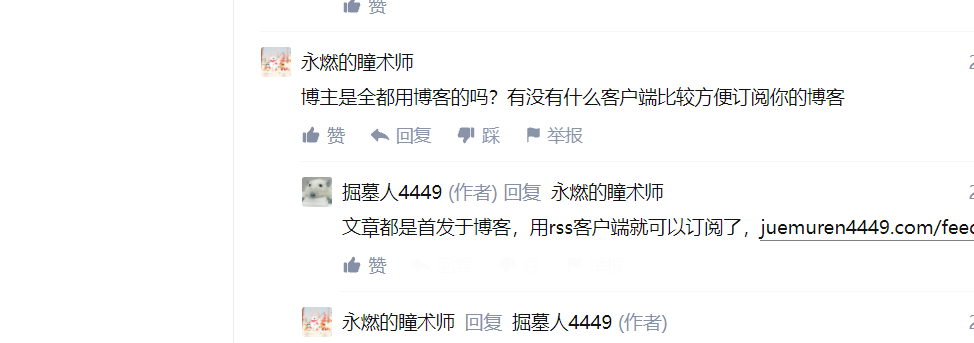 赞
永燃的瞳术师
博主是全都用博客的吗？有没有什么客户端比较方便订阅你的博客
赞 回复 踩 举报
掘墓人4449 (作者) 回复 永燃的瞳术师
文章都是首发于博客，用rss客户端就可以订阅了，juemuren4449.com/feed
赞
永燃的瞳术师 回复 掘墓人4449 (作者)